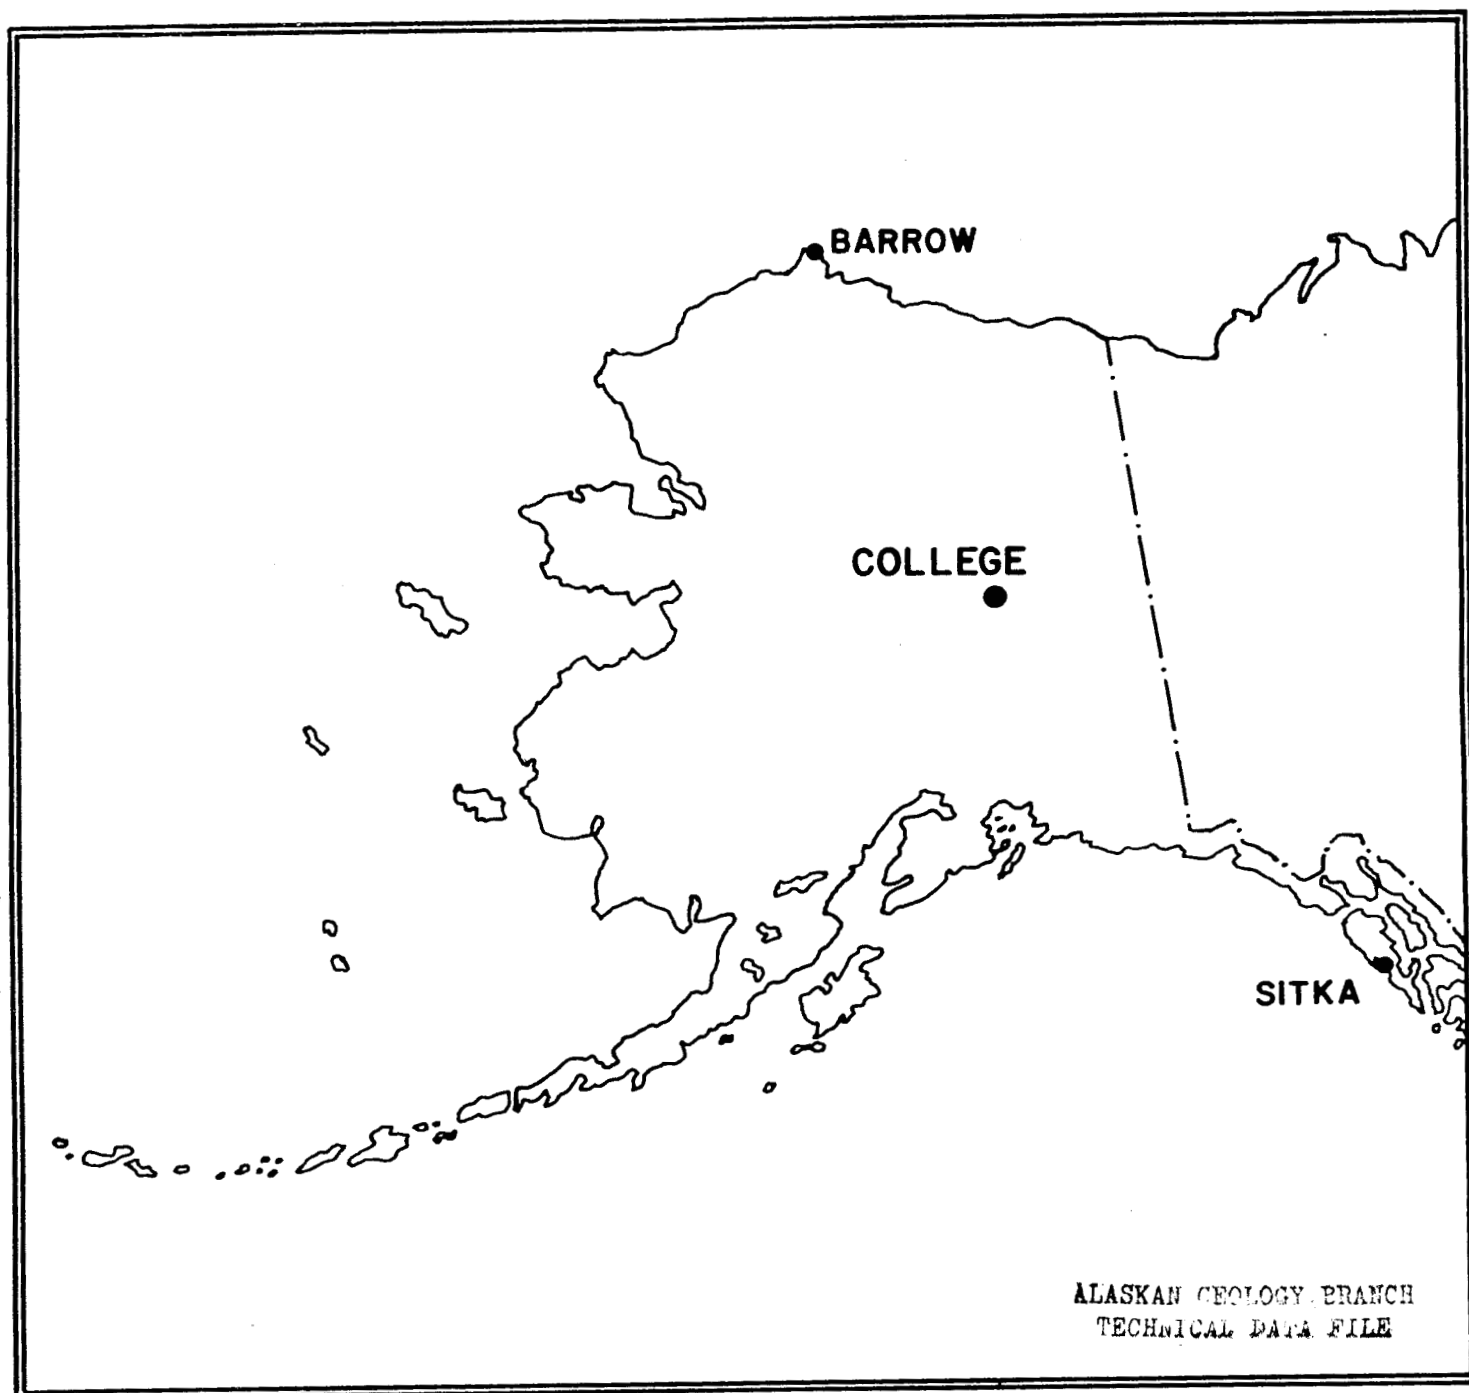 BARROW
COLLEGE
SITKA
ALASKAN GEOLOGY BRANCH
TECHNICAL DATA FILE